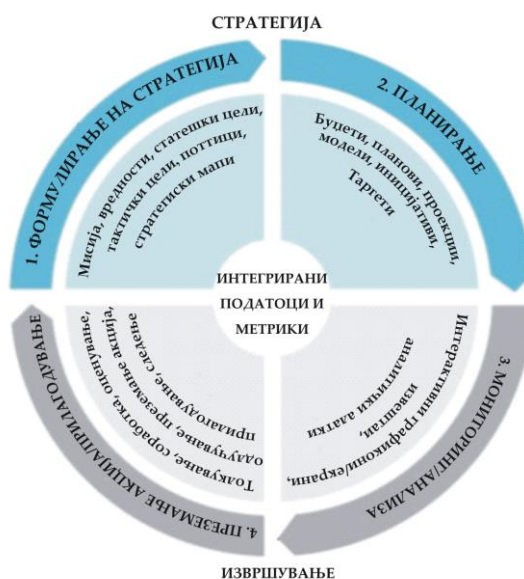 СТРАТЕГИЈА
1. ФОРМУЛИРАЊЕ НА СТРАТЕГИЈА
Мисија, вредности, статешки цели,
тактички цели, поттици,
стратегиски мапи
2. ПЛАНИРАЊЕ
Буџети, планови, проекции,
модели, иницијативи,
Таргети
ИНТЕГРИРАНИ
ПОДАТОЦИ И
МЕТРИКИ
3. МОНИТОРИНГ/АНАЛИЗА
Интерактивни графикони/екрани,
извештаи,
аналитички алатки
4. ПРЕЗЕМАЊЕ АКЦИЈА/ПРИЛАГОДУВАЊЕ
Толкување, соработка, оценување,
одлучување, преземање акција,
прилагодување, следење
ИЗВРШУВАЊЕ